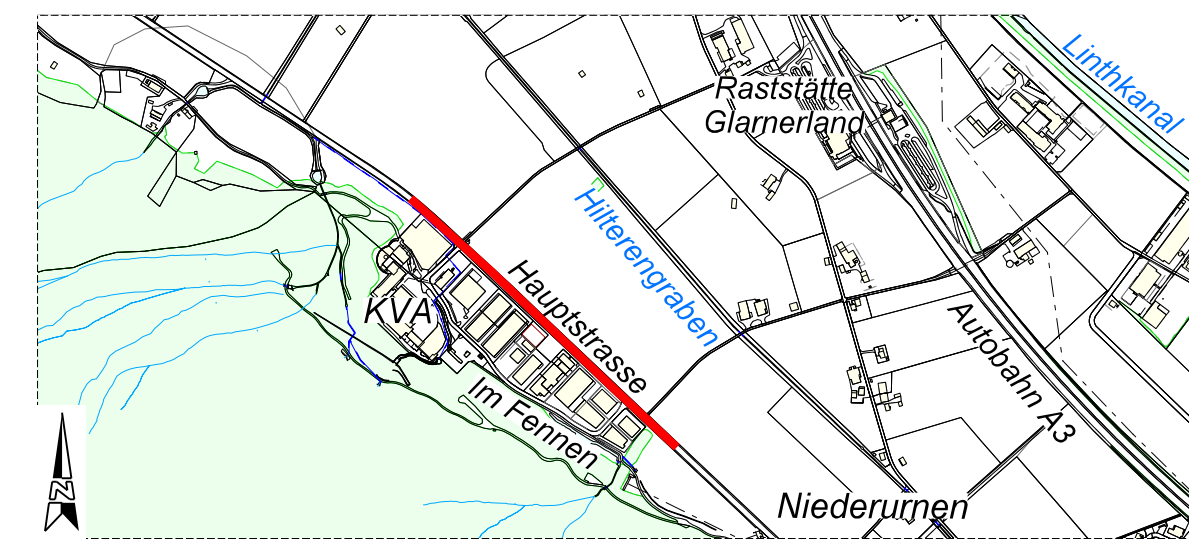 Linthkanal
Raststätte
Glarnerland
Hilterengraben
Hauptstrasse
KVA
Im Fennen
Autobahn A3
Niederurnen
N